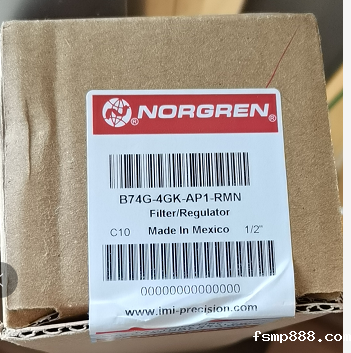 NORGREN®
B74G-4GK-AP1-RMN
Filter/Regulator
C10 Made In Mexico 1/2"
00000000000000
www.imi-precision.com
fsmp888.com